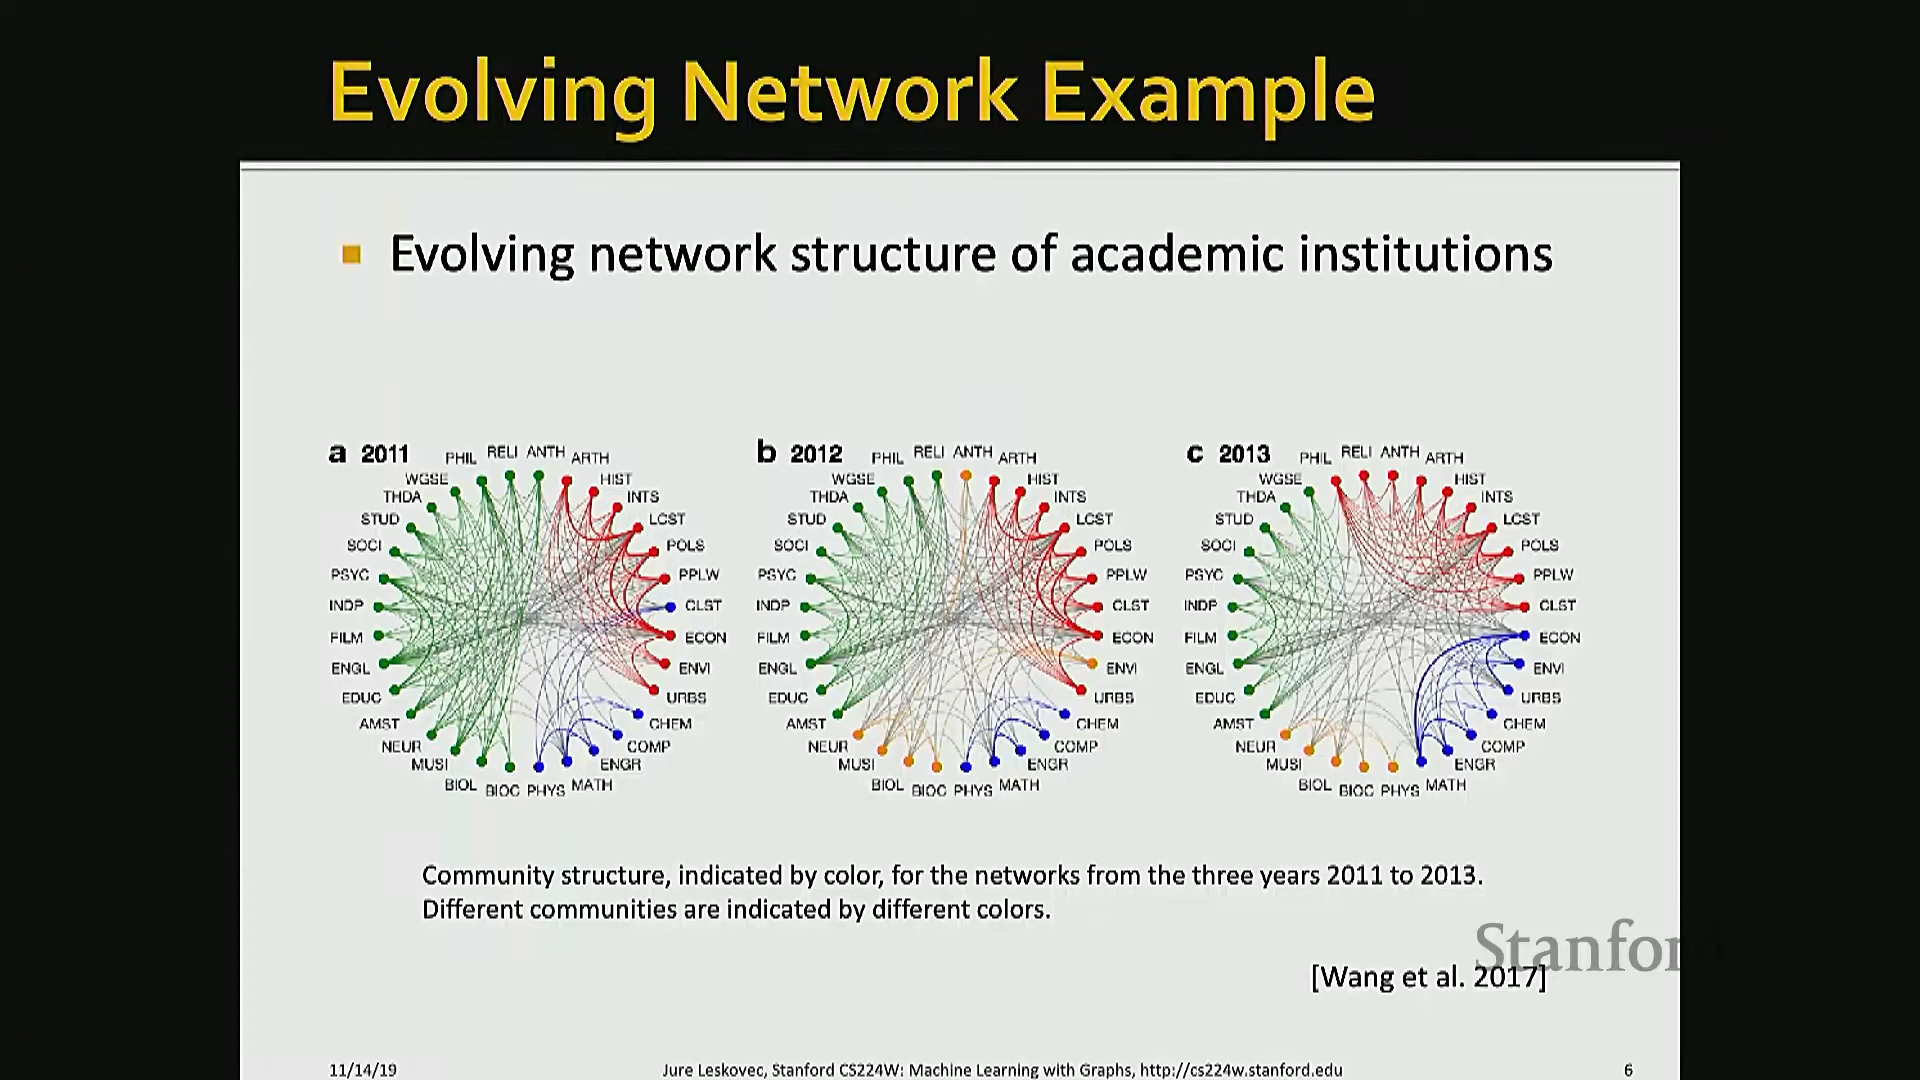 Evolving Network Example
Evolving network structure of academic institutions
a 2011
PHIL
RELI
ANTH
ARTH
HIST
INTS
LCST
POLS
PPLW
CLST
ECON
ENVI
URBS
CHEM
COMP
ENGR
MATH
PHYS
BIOC
BIOL
MUSI
NEUR
AMST
EDUC
ENGL
FILM
INDP
PSYC
SOCI
STUD
THDA
WGSE
b 2012
PHIL
RELI
ANTH
ARTH
HIST
INTS
LCST
POLS
PPLW
CLST
ECON
ENVI
URBS
CHEM
COMP
ENGR
MATH
PHYS
BIOC
BIOL
MUSI
NEUR
AMST
EDUC
ENGL
FILM
INDP
PSYC
SOCI
STUD
THDA
WGSE
c 2013
PHIL
RELI
ANTH
ARTH
HIST
INTS
LCST
POLS
PPLW
CLST
ECON
ENVI
URBS
CHEM
COMP
ENGR
MATH
PHYS
BIOC
BIOL
MUSI
NEUR
AMST
EDUC
ENGL
FILM
INDP
PSYC
SOCI
STUD
THDA
WGSE
Community structure, indicated by color, for the networks from the three years 2011 to 2013.
Different communities are indicated by different colors.
Stanford
[Wang et al. 2017]
11/14/19
Jure Leskovec, Stanford CS224W: Machine Learning with Graphs, http://cs224w.stanford.edu
6